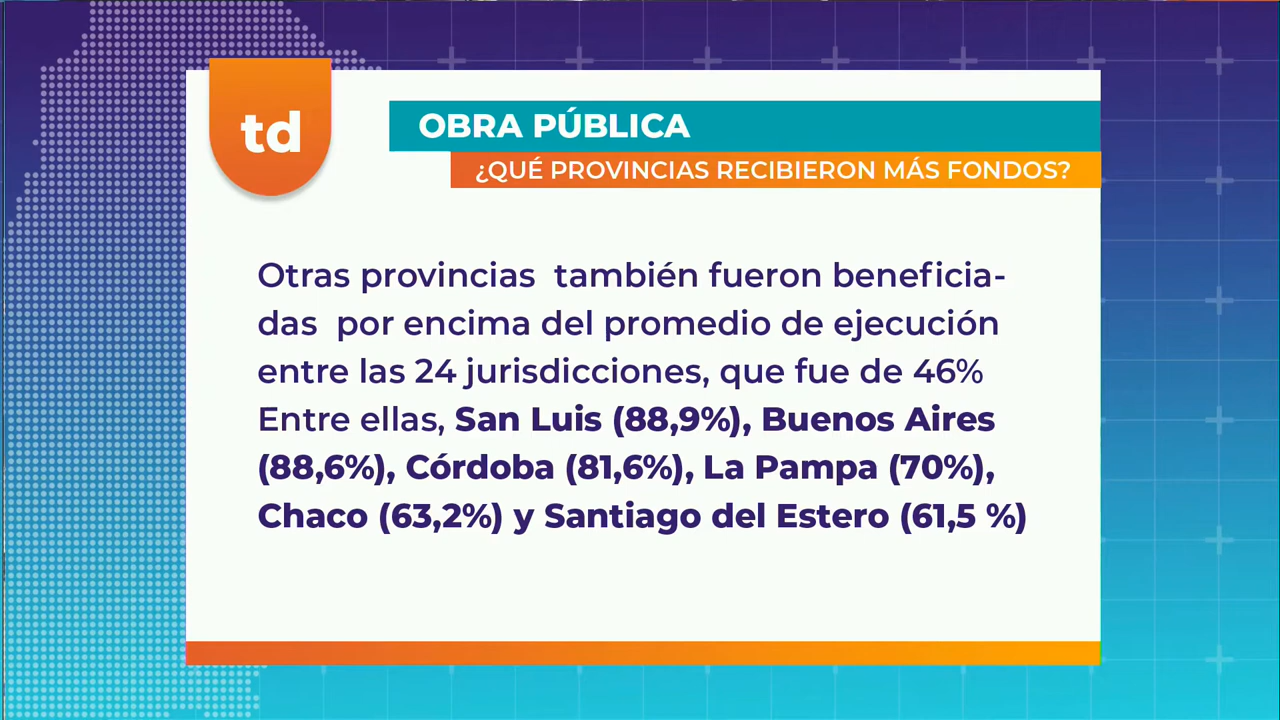 td
OBRA PÚBLICA
¿QUÉ PROVINCIAS RECIBIERON MÁS FONDOS?
Otras provincias también fueron beneficia-
das por encima del promedio de ejecución
entre las 24 jurisdicciones, que fue de 46%
Entre ellas, San Luis (88,9%), Buenos Aires
(88,6%), Córdoba (81,6%), La Pampa (70%),
Chaco (63,2%) y Santiago del Estero (61,5 %)